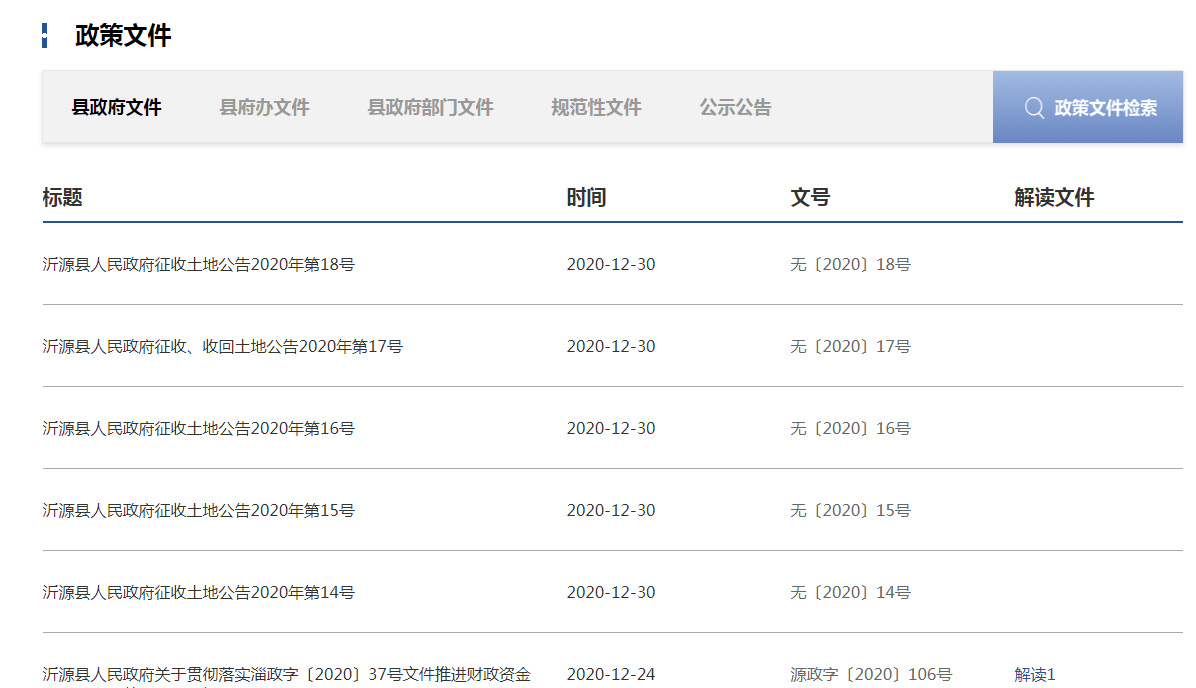 政策文件
县政府文件 县府办文件 县政府部门文件 规范性文件 公示公告 政策文件检索
标题 时间 文号 解读文件
沂源县人民政府征收土地公告2020年第18号 2020-12-30 无〔2020〕18号
沂源县人民政府征收、收回土地公告2020年第17号 2020-12-30 无〔2020〕17号
沂源县人民政府征收土地公告2020年第16号 2020-12-30 无〔2020〕16号
沂源县人民政府征收土地公告2020年第15号 2020-12-30 无〔2020〕15号
沂源县人民政府征收土地公告2020年第14号 2020-12-30 无〔2020〕14号
沂源县人民政府关于贯彻落实淄政字〔2020〕37号文件推进财政资金 2020-12-24 源政字〔2020〕106号 解读1